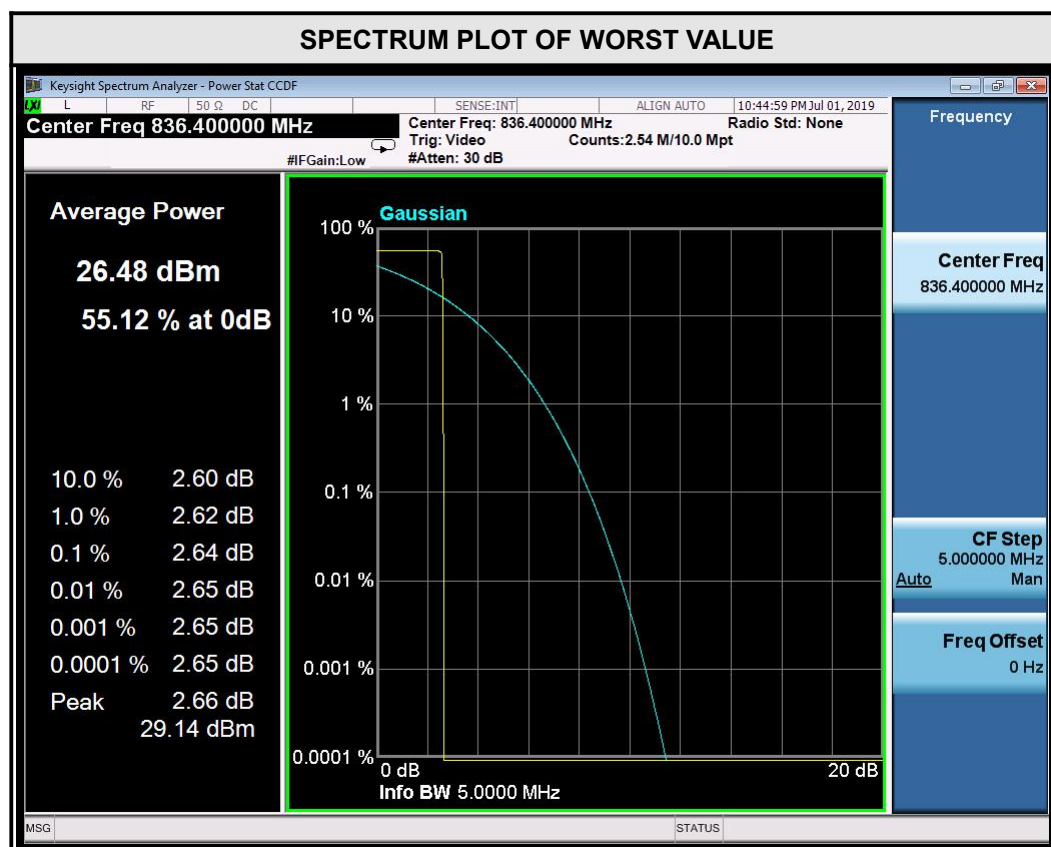 SPECTRUM PLOT OF WORST VALUE
Keysight Spectrum Analyzer - Power Stat CCDF
LXI L RF 50 Ω DC SENSE:INT ALIGN AUTO 10:44:59 PM Jul 01, 2019
Center Freq 836.400000 MHz
#IFGain:Low
Center Freq: 836.400000 MHz Radio Std: None
Trig: Video Counts:2.54 M/10.0 Mpt
#Atten: 30 dB
Average Power
26.48 dBm
55.12 % at 0dB
10.0 % 2.60 dB
1.0 % 2.62 dB
0.1 % 2.64 dB
0.01 % 2.65 dB
0.001 % 2.65 dB
0.0001 % 2.65 dB
Peak 2.66 dB
29.14 dBm
Gaussian
100 %
10 %
1 %
0.1 %
0.01 %
0.001 %
0.0001 %
0 dB 20 dB
Info BW 5.0000 MHz
Frequency
Center Freq
836.400000 MHz
CF Step
5.000000 MHz
Auto Man
Freq Offset
0 Hz
MSG STATUS